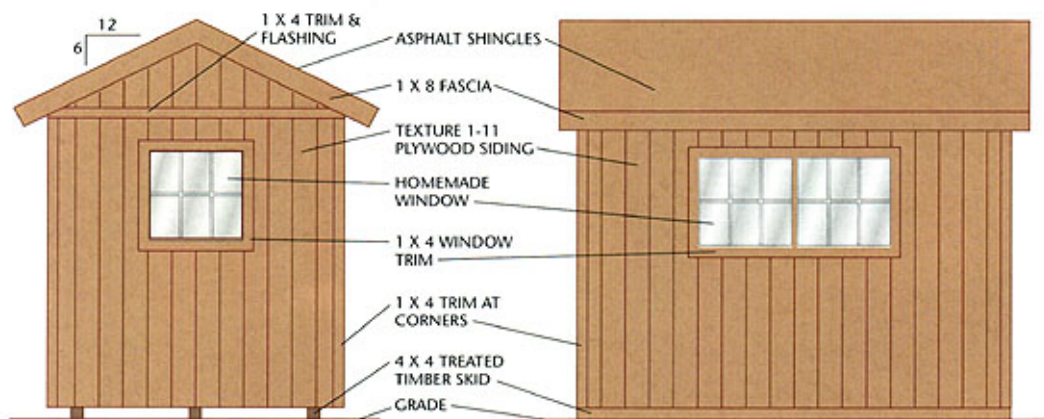 12
6
1 X 4 TRIM &
FLASHING
ASPHALT SHINGLES
1 X 8 FASCIA
TEXTURE 1-11
PLYWOOD SIDING
HOMEMADE
WINDOW
1 X 4 WINDOW
TRIM
1 X 4 TRIM AT
CORNERS
4 X 4 TREATED
TIMBER SKID
GRADE